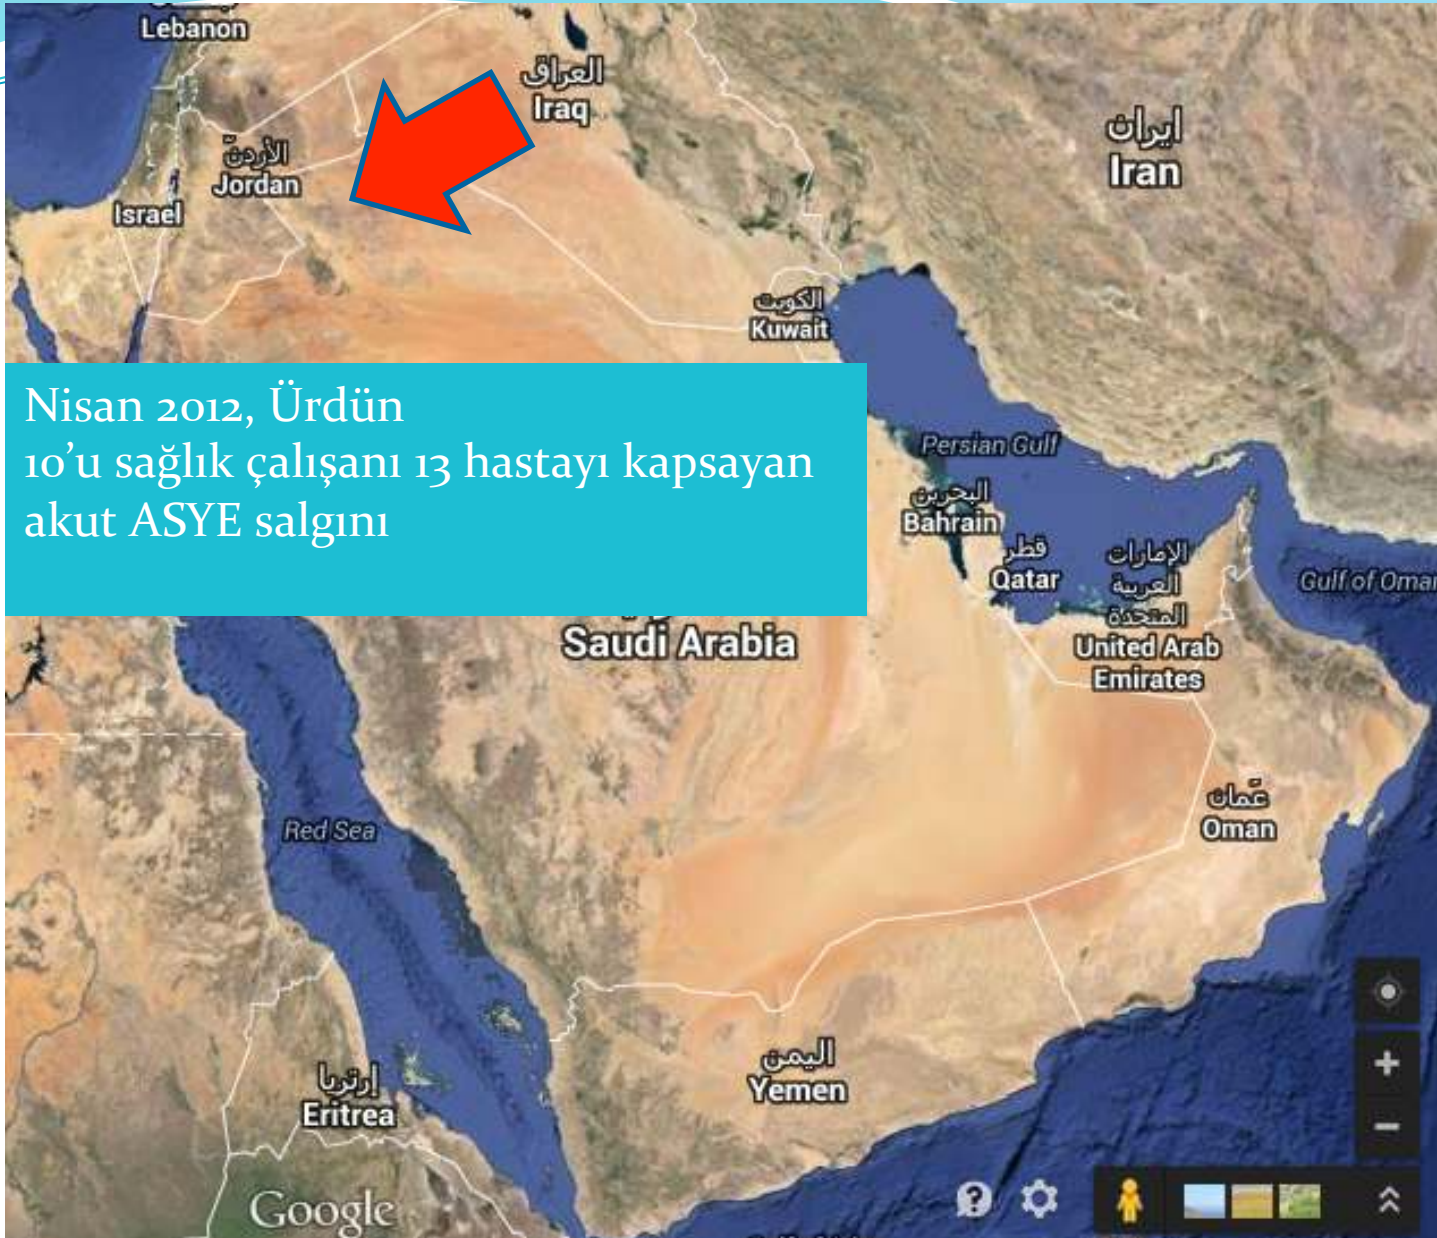 Lebanon
العراق
Iraq
ايران
Iran
الأردن
Jordan
Israel
الكويت
Kuwait
Nisan 2012, Ürdün
10’u sağlık çalışanı 13 hastayı kapsayan
akut ASYE salgını
Persian Gulf
البحرين
Bahrain
قطر
Qatar
الإمارات
العربية
المتحدة
United Arab
Emirates
Gulf of Oman
Saudi Arabia
عُمان
Oman
Red Sea
اليمن
Yemen
إرتريا
Eritrea
Google